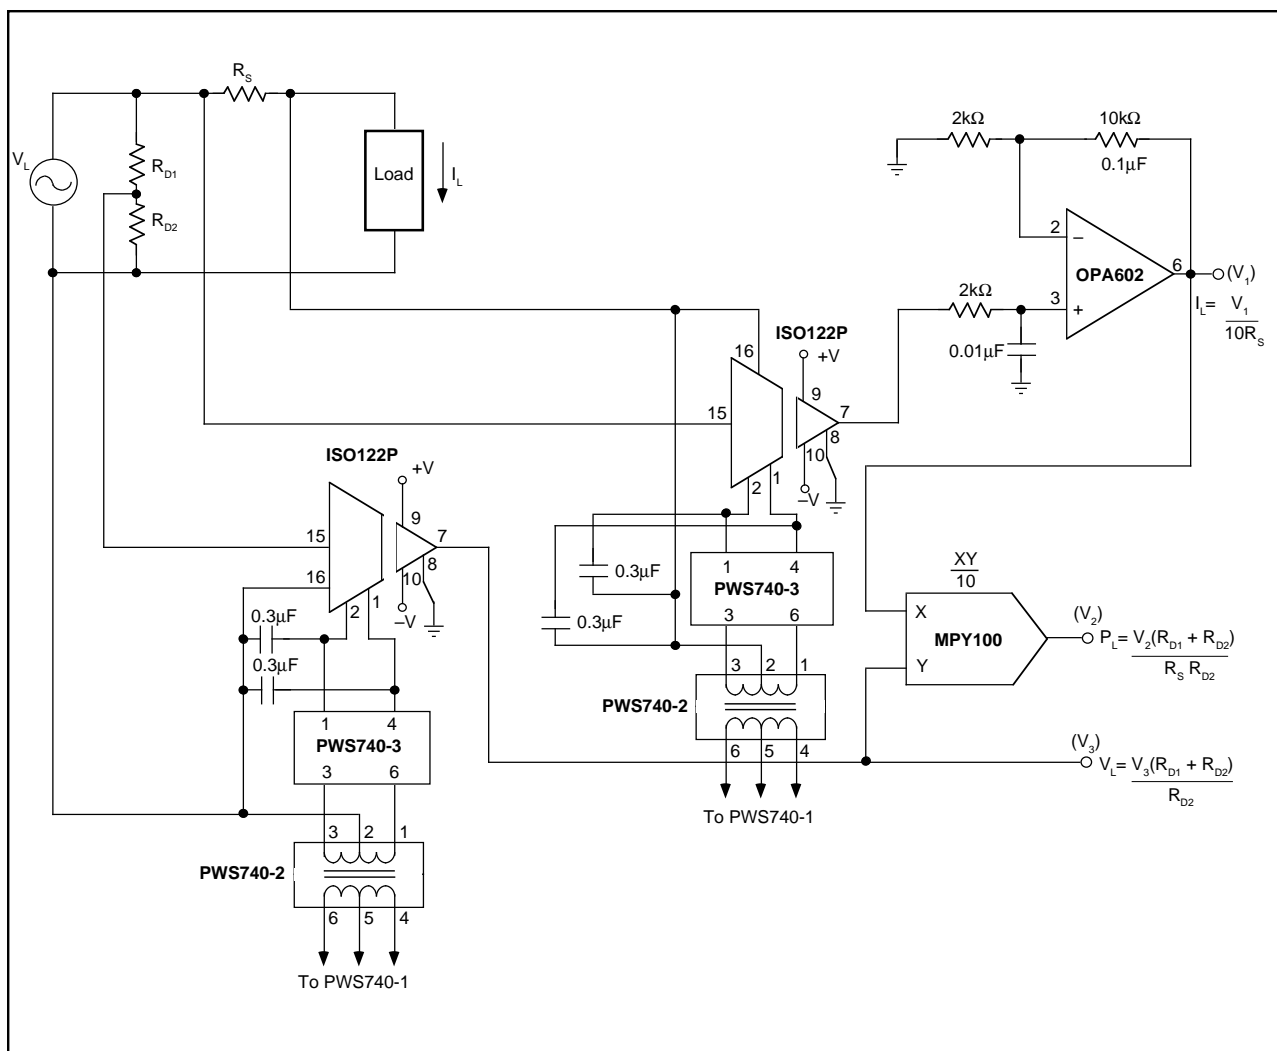 R_S
V_L
R_D1
R_D2
Load
I_L
2kΩ
10kΩ
0.1µF
2
–
OPA602
6
(V_1)
3
+
2kΩ
0.01µF
I_L= V_1
10R_S
ISO122P
+V
16
15
9
7
8
10
–V
2
1
ISO122P
+V
15
16
9
7
8
10
–V
2
1
0.3µF
0.3µF
1 4
PWS740-3
3 6
3 2 1
PWS740-2
6 5 4
To PWS740-1
0.3µF
0.3µF
1 4
PWS740-3
3 6
3 2 1
PWS740-2
6 5 4
To PWS740-1
XY
10
X
MPY100
Y
(V_2)
P_L= V_2(R_D1 + R_D2)
R_S R_D2
(V_3)
V_L= V_3(R_D1 + R_D2)
R_D2